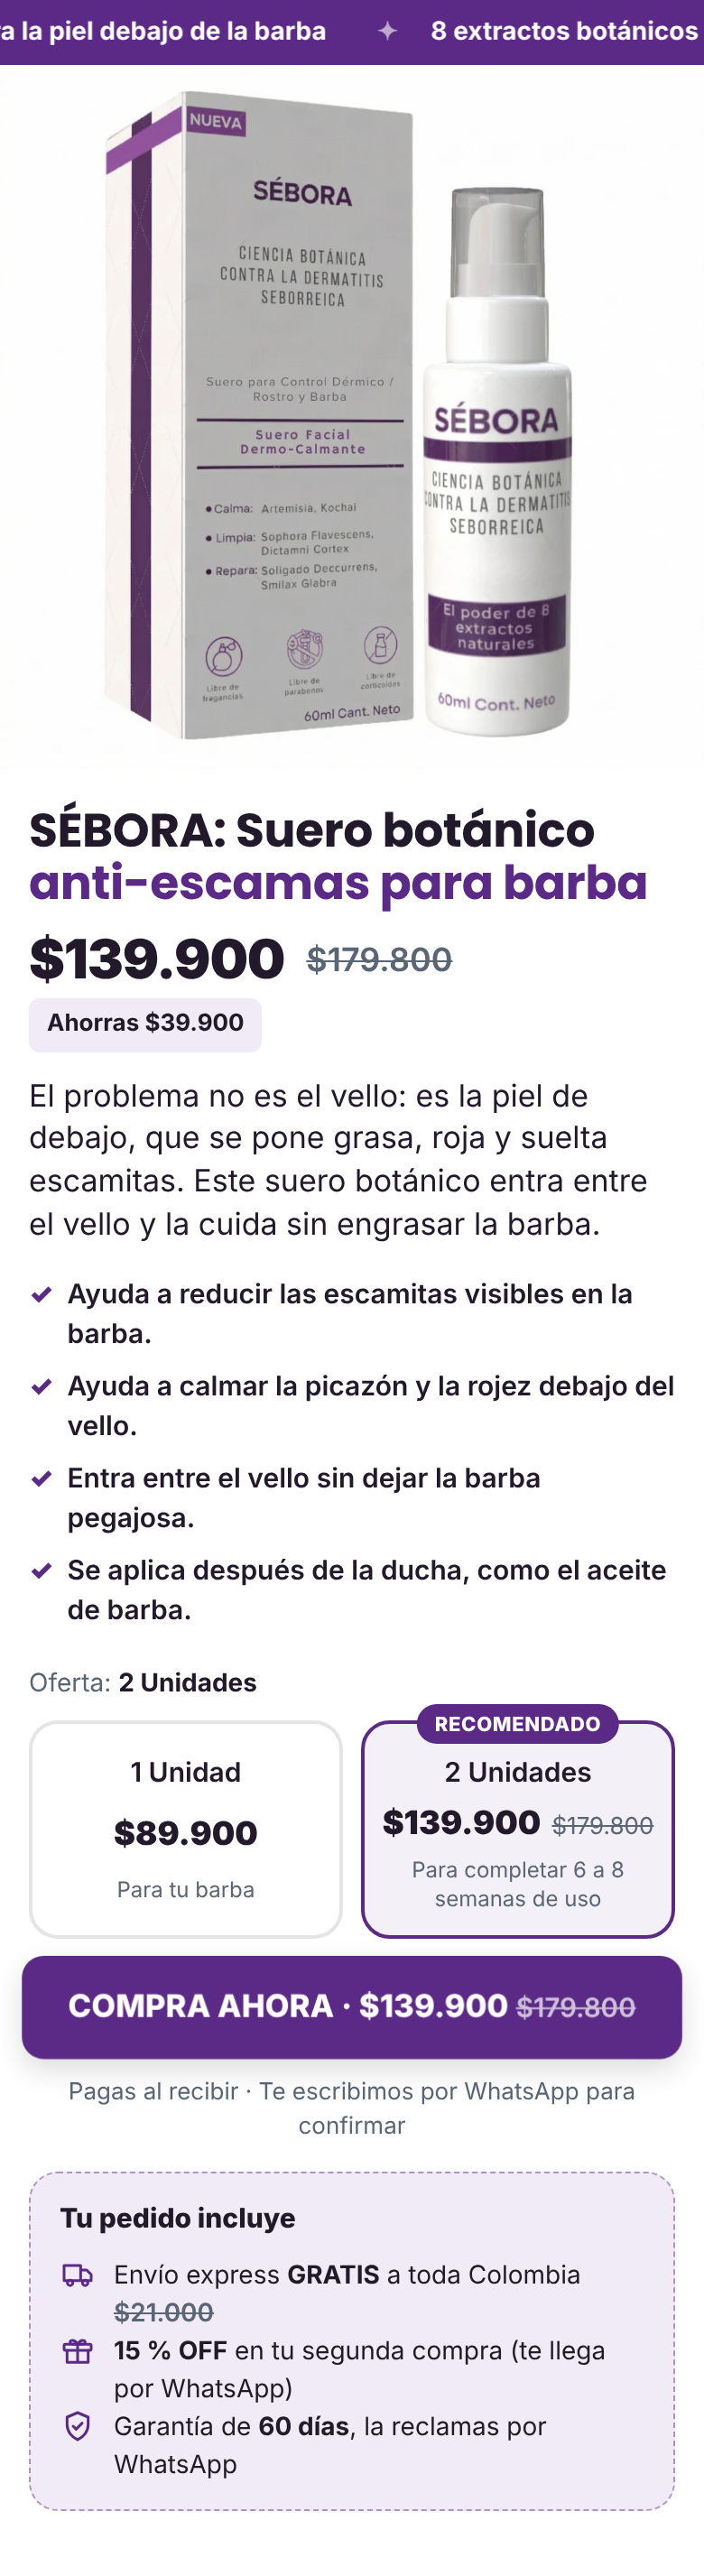 a la piel debajo de la barba ✦ 8 extractos botánicos
NUEVA
SÉBORA
CIENCIA BOTÁNICA
CONTRA LA DERMATITIS
SEBORREICA
Suero para Control Dérmico /
Rostro y Barba
Suero Facial
Dermo-Calmante
• Calma: Artemisia, Kochai
• Limpia: Sophora Flavescens,
Dictamni Cortex
• Repara: Soligado Deccurrens,
Smilax Glabra
Libre de
fragancias
Libre de
parabenos
Libre de
corticoides
60ml Cant. Neto
SÉBORA
CIENCIA BOTÁNICA
CONTRA LA DERMATITIS
SEBORREICA
El poder de 8
extractos
naturales
60ml Cont. Neto
SÉBORA: Suero botánico
anti-escamas para barba
$139.900 $179.800
Ahorras $39.900
El problema no es el vello: es la piel de
debajo, que se pone grasa, roja y suelta
escamitas. Este suero botánico entra entre
el vello y la cuida sin engrasar la barba.
Ayuda a reducir las escamitas visibles en la
barba.
Ayuda a calmar la picazón y la rojez debajo del
vello.
Entra entre el vello sin dejar la barba
pegajosa.
Se aplica después de la ducha, como el aceite
de barba.
Oferta: 2 Unidades
1 Unidad
$89.900
Para tu barba
RECOMENDADO
2 Unidades
$139.900 $179.800
Para completar 6 a 8
semanas de uso
COMPRA AHORA · $139.900 $179.800
Pagas al recibir · Te escribimos por WhatsApp para
confirmar
Tu pedido incluye
Envío express GRATIS a toda Colombia
$21.000
15 % OFF en tu segunda compra (te llega
por WhatsApp)
Garantía de 60 días, la reclamas por
WhatsApp